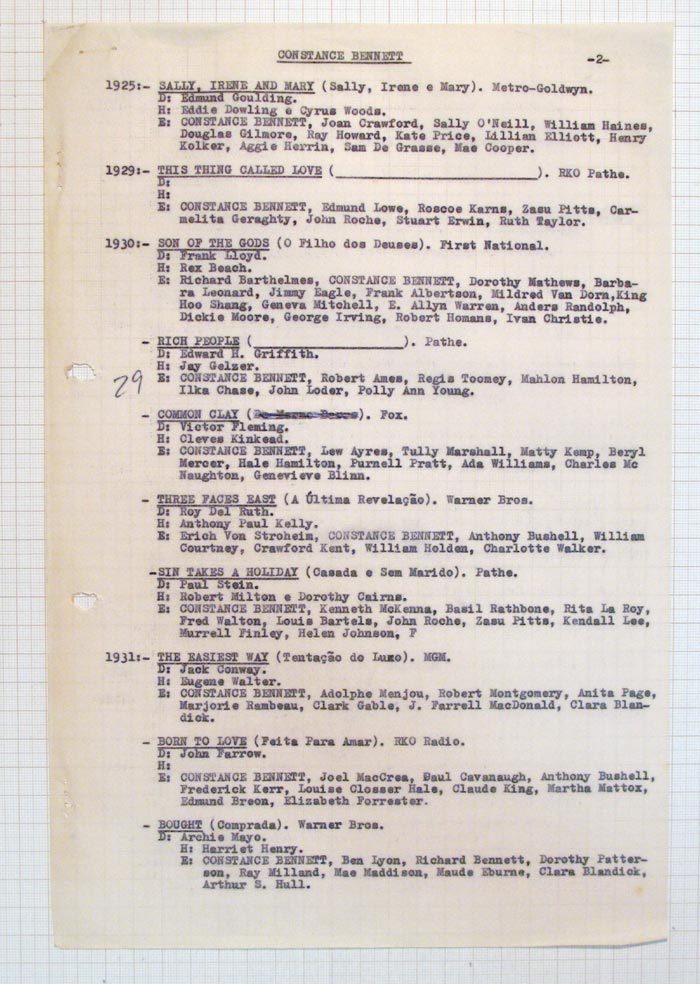 CONSTANCE BENNETT -2-
1925:- SALLY, IRENE AND MARY (Sally, Irene e Mary). Metro-Goldwyn.
D: Edmund Goulding.
H: Eddie Dowling e Cyrus Woods.
E: CONSTANCE BENNETT, Joan Crawford, Sally O'Neill, William Haines,
Douglas Gilmore, Ray Howard, Kate Price, Lillian Elliott, Henry
Kolker, Aggie Herrin, Sam De Grasse, Mae Cooper.
1929:- THIS THING CALLED LOVE (____________________). RKO Pathe.
D:
H:
E: CONSTANCE BENNETT, Edmund Lowe, Roscoe Karns, Zasu Pitts, Car-
melita Geraghty, John Roche, Stuart Erwin, Ruth Taylor.
1930:- SON OF THE GODS (O Filho dos Deuses). First National.
D: Frank Lloyd.
H: Rex Beach.
E: Richard Barthelmes, CONSTANCE BENNETT, Dorothy Mathews, Barba-
ra Leonard, Jimmy Eagle, Frank Albertson, Mildred Van Dorn,King
Hoo Shang, Geneva Mitchell, E. Allyn Warren, Anders Randolph,
Dickie Moore, George Irving, Robert Homans, Ivan Christie.
- RICH PEOPLE (_______________). Pathe.
D: Edward H. Griffith.
H: Jay Gelzer.
29 E: CONSTANCE BENNETT, Robert Ames, Regis Toomey, Mahlon Hamilton,
Ilka Chase, John Loder, Polly Ann Young.
- COMMON CLAY ( ). Fox.
D: Victor Fleming.
H: Cleves Kinkead.
E: CONSTANCE BENNETT, Lew Ayres, Tully Marshall, Matty Kemp, Beryl
Mercer, Hale Hamilton, Purnell Pratt, Ada Williams, Charles Mc
Naughton, Genevieve Blinn.
- THREE FACES EAST (A Última Revelação). Warner Bros.
D: Roy Del Ruth.
H: Anthony Paul Kelly.
E: Erich Von Stroheim, CONSTANCE BENNETT, Anthony Bushell, William
Courtney, Crawford Kent, William Holden, Charlotte Walker.
-SIN TAKES A HOLIDAY (Casada e Sem Marido). Pathe.
D: Paul Stein.
H: Robert Milton e Dorothy Cairns.
E: CONSTANCE BENNETT, Kenneth McKenna, Basil Rathbone, Rita La Roy,
Fred Walton, Louis Bartels, John Roche, Zasu Pitts, Kendall Lee,
Murrell Finley, Helen Johnson, F
1931:- THE EASIEST WAY (Tentação do Luxo). MGM.
D: Jack Conway.
H: Eugene Walter.
E: CONSTANCE BENNETT, Adolphe Menjou, Robert Montgomery, Anita Page,
Marjorie Rambeau, Clark Gable, J. Farrell MacDonald, Clara Blan-
dick.
- BORN TO LOVE (Feita Para Amar). RKO Radio.
D: John Farrow.
H:
E: CONSTANCE BENNETT, Joel MacCrea, Paul Cavanaugh, Anthony Bushell,
Frederick Kerr, Louise Closser Hale, Claude King, Martha Mattox,
Edmund Breon, Elizabeth Forrester.
- BOUGHT (Comprada). Warner Bros.
D: Archie Mayo.
H: Harriet Henry.
E: CONSTANCE BENNETT, Ben Lyon, Richard Bennett, Dorothy Patter-
son, Ray Milland, Mae Maddison, Maude Eburne, Clara Blandick,
Arthur S. Hull.